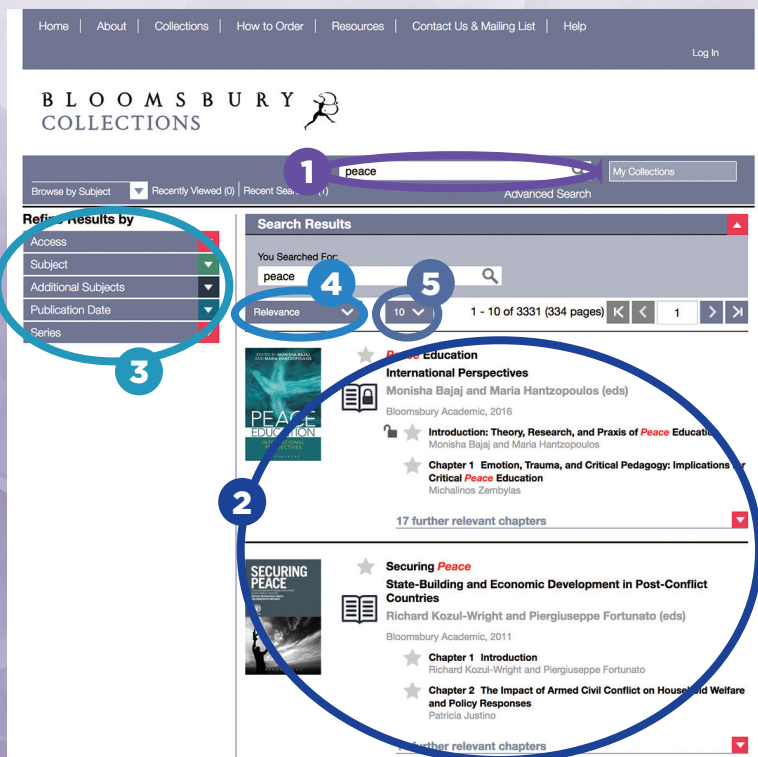 Home | About | Collections | How to Order | Resources | Contact Us & Mailing List | Help
Log In
BLOOMSBURY
COLLECTIONS
1
peace
My Collections
Browse by Subject
Recently Viewed (0) | Recent
(1)
Advanced Search
Refine Results by
Access
Subject
Additional Subjects
Publication Date
Series
3
Search Results
You Searched For:
peace
4
5
Relevance
10
1 - 10 of 3331 (334 pages)
1
2
EDITED BY MONISHA BAJAJ
AND MARIA HANTZOPOULOS
PEACE
EDUCATION
INTERNATIONAL
PERSPECTIVES
Peace Education
International Perspectives
Monisha Bajaj and Maria Hantzopoulos (eds)
Bloomsbury Academic, 2016
Introduction: Theory, Research, and Praxis of Peace Education
Monisha Bajaj and Maria Hantzopoulos
Chapter 1 Emotion, Trauma, and Critical Pedagogy: Implications for
Critical Peace Education
Michalinos Zembylas
17 further relevant chapters
SECURING
PEACE
Securing Peace
State-Building and Economic Development in Post-Conflict
Countries
Richard Kozul-Wright and Piergiuseppe Fortunato (eds)
Bloomsbury Academic, 2011
Chapter 1 Introduction
Richard Kozul-Wright and Piergiuseppe Fortunato
Chapter 2 The Impact of Armed Civil Conflict on Household Welfare
and Policy Responses
Patricia Justino
further relevant chapters